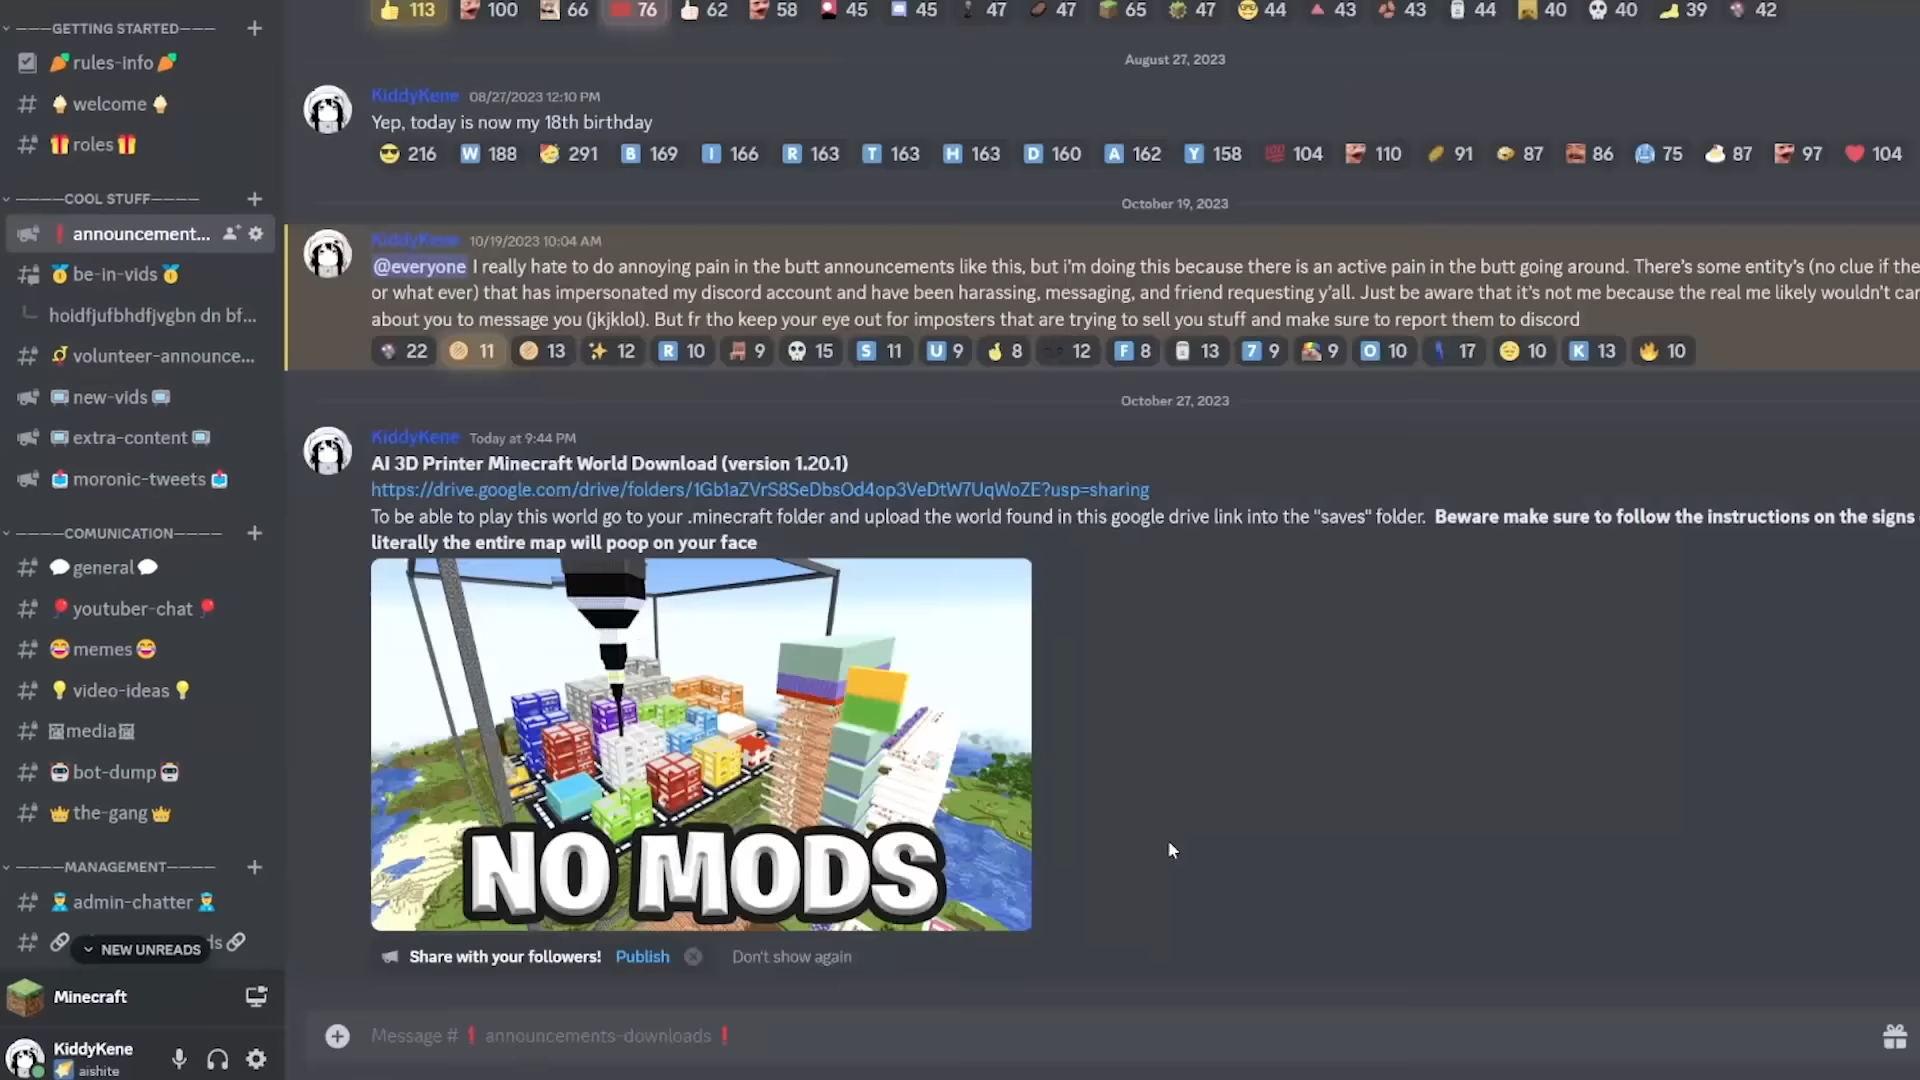 GETTING STARTED
rules-info
welcome
roles
COOL STUFF
announcement...
be-in-vids
hoidfjufbhdfjvgbn dn bf...
volunteer-announce...
new-vids
extra-content
moronic-tweets
COMUNICATION
general
youtuber-chat
memes
video-ideas
media
bot-dump
the-gang
MANAGEMENT
admin-chatter
NEW UNREADS
Minecraft
KiddyKene
aishite
113 100 66 76 62 58 45 45 47 47 65 47 44 43 43 44 40 40 39 42
August 27, 2023
KiddyKene 08/27/2023 12:10 PM
Yep, today is now my 18th birthday
216 W 188 291 B 169 I 166 R 163 T 163 H 163 D 160 A 162 Y 158 104 110 91 87 86 75 87 97 104
October 19, 2023
KiddyKene 10/19/2023 10:04 AM
@everyone I really hate to do annoying pain in the butt announcements like this, but i'm doing this because there is an active pain in the butt going around. There's some entity's (no clue if the
or what ever) that has impersonated my discord account and have been harassing, messaging, and friend requesting y'all. Just be aware that it's not me because the real me likely wouldn't car
about you to message you (jkjklol). But fr tho keep your eye out for imposters that are trying to sell you stuff and make sure to report them to discord
22 11 13 12 R 10 9 15 S 11 U 9 8 12 F 8 13 7 9 9 O 10 17 10 K 13 10
October 27, 2023
KiddyKene Today at 9:44 PM
AI 3D Printer Minecraft World Download (version 1.20.1)
https://drive.google.com/drive/folders/1Gb1aZVrS8SeDbsOd4op3VeDtW7UqWoZE?usp=sharing
To be able to play this world go to your .minecraft folder and upload the world found in this google drive link into the "saves" folder. Beware make sure to follow the instructions on the signs
literally the entire map will poop on your face
NO MODS
Share with your followers! Publish Don't show again
Message # announcements-downloads